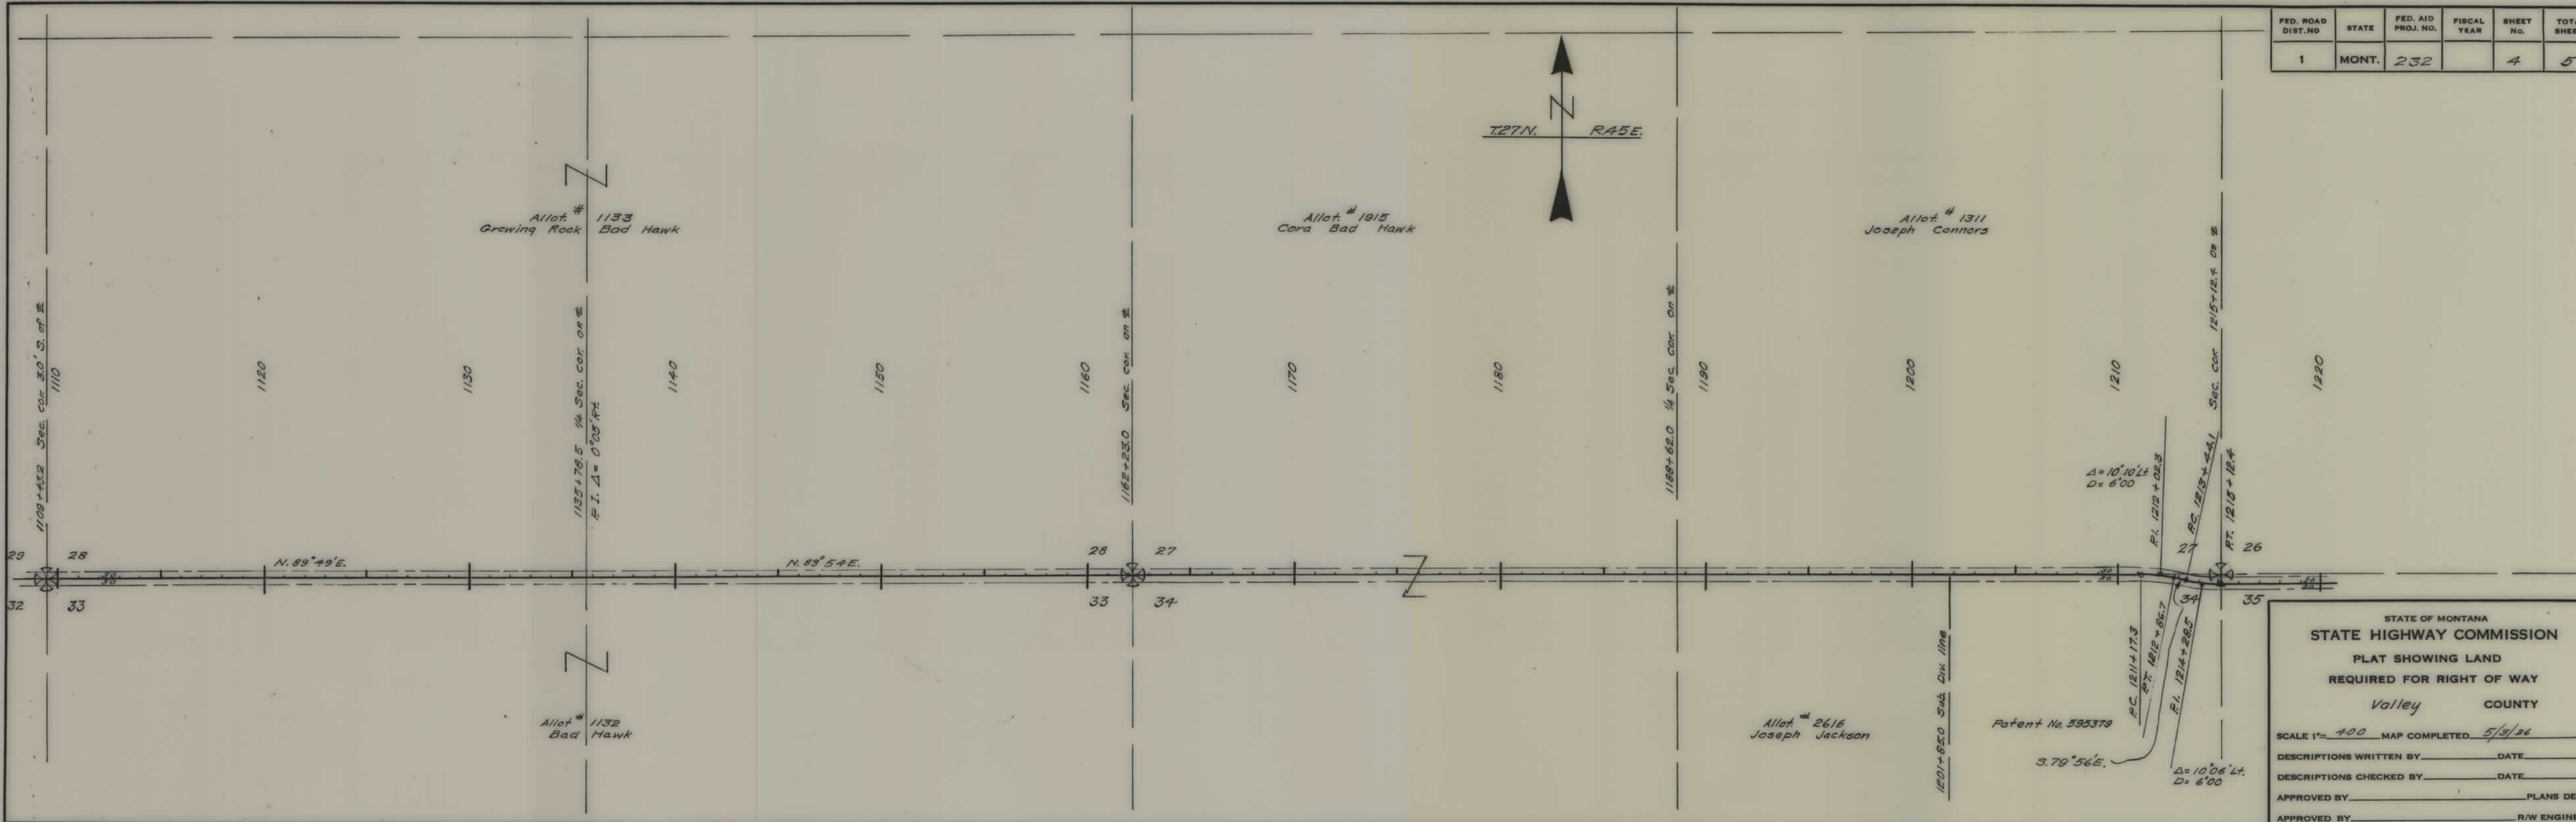 FED. ROAD DIST. NO
STATE
FED. AID PROJ. NO.
FISCAL YEAR
SHEET No.
1
MONT.
232
4
5
T.27N. R.45E.
N
Allot. # 1133
Growing Rock Bad Hawk
Allot. # 1915
Cora Bad Hawk
Allot. # 1311
Joseph Connors
1109+43.2 Sec. cor. 3.0' S. of ℄
1135+78.5 1/4 Sec. cor. on ℄
P.I. Δ= 0°05' Rt.
1162+23.0 Sec. cor. on ℄
1188+62.0 1/4 Sec. cor. on ℄
Sec. cor. 1215+12.4 on ℄
1110
1120
1130
1140
1150
1160
1170
1180
1190
1200
1210
1220
Δ=10°10' Lt.
D= 6°00
P.I. 1212+02.3
P.C. 1213+44.1
P.T. 1215+12.4
29 28
28 27
27 26
N. 89°49'E.
N. 89°54'E.
32 33
33 34
34 35
Allot # 1132
Bad Hawk
Allot. # 2616
Joseph Jackson
1201+85.0 Sub. Div. line
Patent No. 595379
P.C. 1211+17.3
P.T. 1212+86.7
P.I. 1214+28.5
S.79°56'E.
Δ=10°06' Lt.
D= 6°00
STATE OF MONTANA
STATE HIGHWAY COMMISSION
PLAT SHOWING LAND
REQUIRED FOR RIGHT OF WAY
Valley COUNTY
SCALE 1"= 400 MAP COMPLETED 5/3/26
DESCRIPTIONS WRITTEN BY DATE
DESCRIPTIONS CHECKED BY DATE
APPROVED BY PLANS DE
APPROVED BY R/W ENGIN